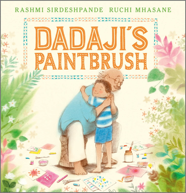 RASHMI SIRDESHPANDE RUCHI MHASANE
DADAJI'S
PAINTBRUSH